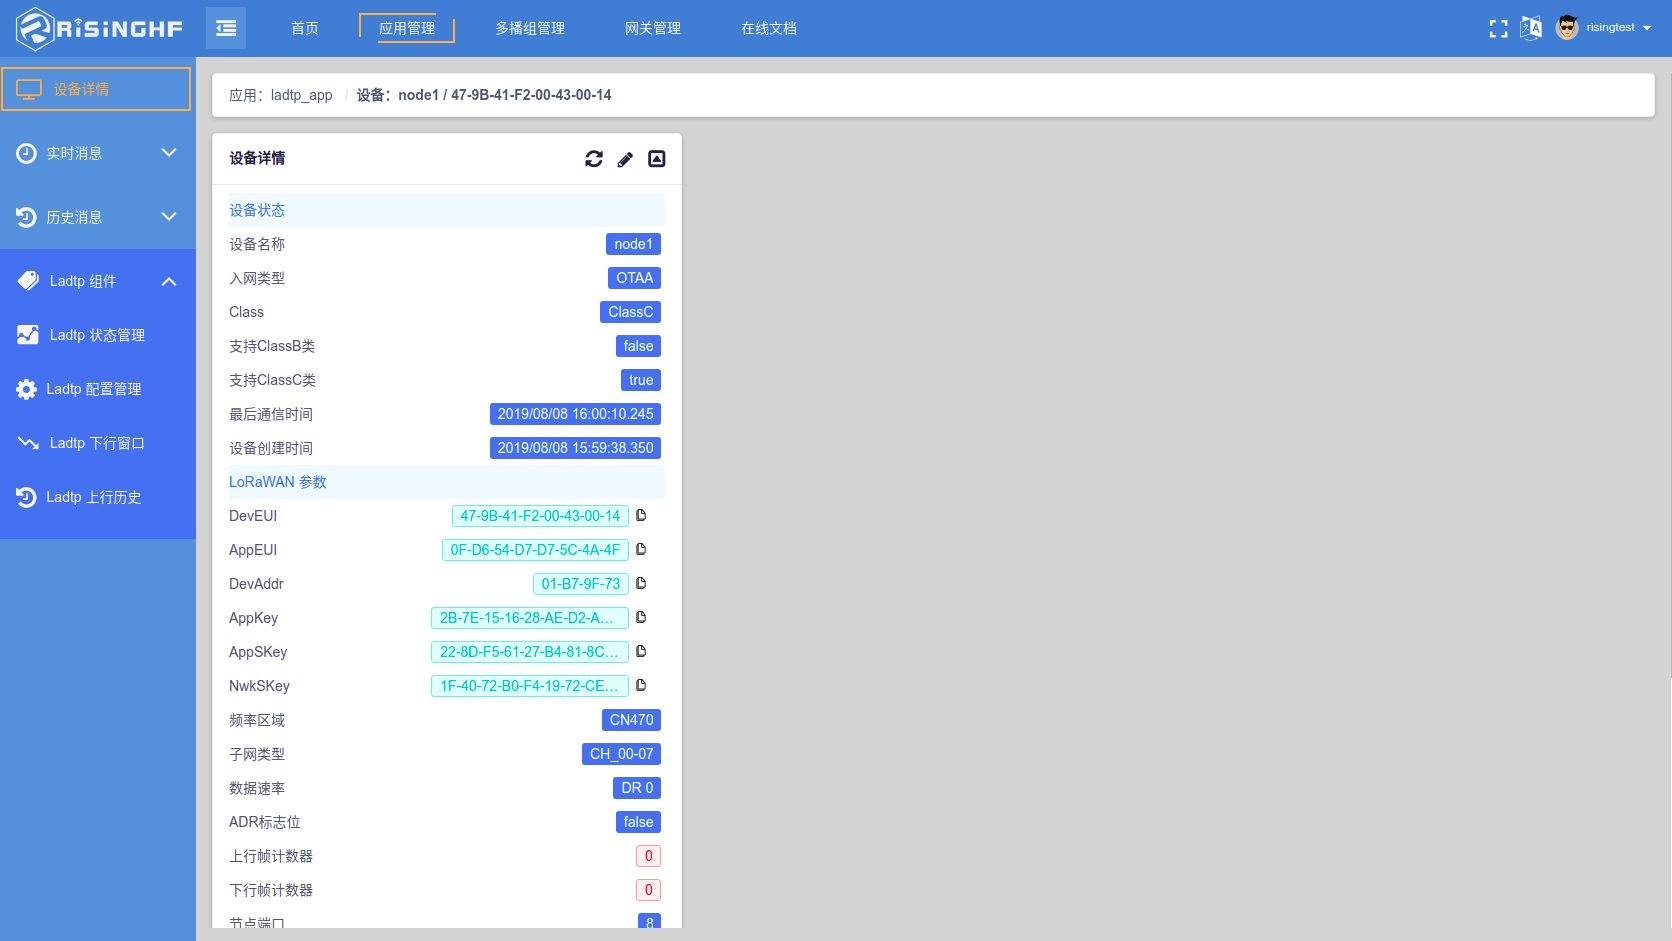 RiSiNGHF
首页
应用管理
多播组管理
网关管理
在线文档
risingtest
设备详情
实时消息
历史消息
Ladtp 组件
Ladtp 状态管理
Ladtp 配置管理
Ladtp 下行窗口
Ladtp 上行历史
应用：ladtp_app / 设备：node1 / 47-9B-41-F2-00-43-00-14
设备详情
设备状态
设备名称 node1
入网类型 OTAA
Class ClassC
支持ClassB类 false
支持ClassC类 true
最后通信时间 2019/08/08 16:00:10.245
设备创建时间 2019/08/08 15:59:38.350
LoRaWAN 参数
DevEUI 47-9B-41-F2-00-43-00-14
AppEUI 0F-D6-54-D7-D7-5C-4A-4F
DevAddr 01-B7-9F-73
AppKey 2B-7E-15-16-28-AE-D2-A...
AppSKey 22-8D-F5-61-27-B4-81-8C...
NwkSKey 1F-40-72-B0-F4-19-72-CE...
频率区域 CN470
子网类型 CH_00-07
数据速率 DR 0
ADR标志位 false
上行帧计数器 0
下行帧计数器 0
节点端口 8